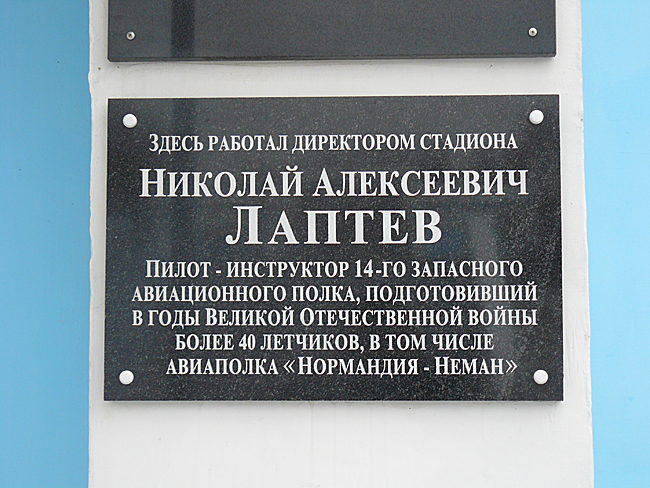 Здесь работал директором стадиона
Николай Алексеевич
Лаптев
Пилот - инструктор 14-го запасного
авиационного полка, подготовивший
в годы Великой Отечественной войны
более 40 летчиков, в том числе
авиаполка «Нормандия - Неман»